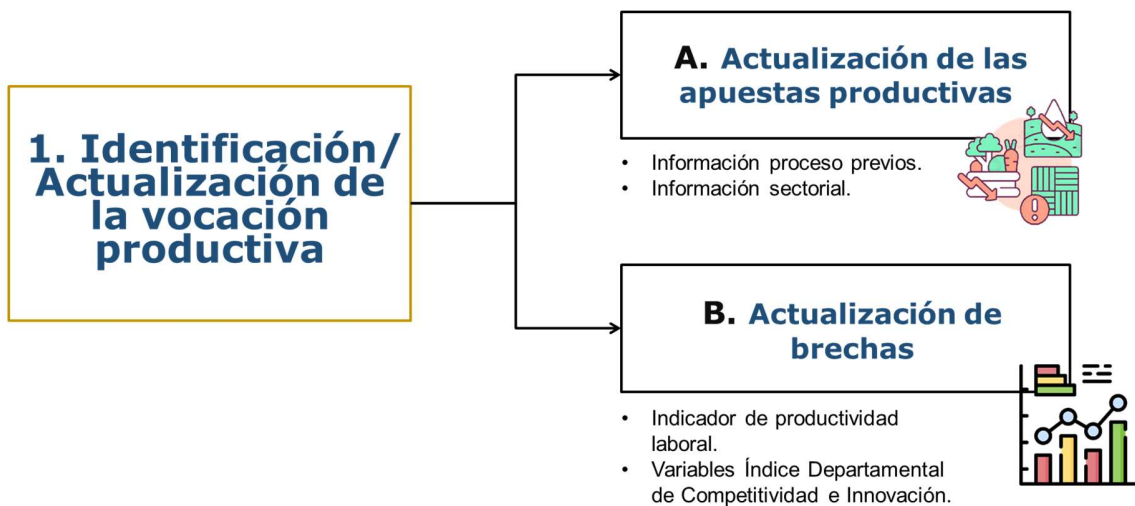 1. Identificación/
Actualización de
la vocación
productiva
A. Actualización de las
apuestas productivas
• Información proceso previos.
• Información sectorial.
B. Actualización de
brechas
• Indicador de productividad
laboral.
• Variables Índice Departamental
de Competitividad e Innovación.